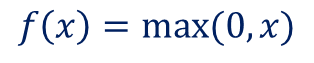 f(x) = max(0, x)